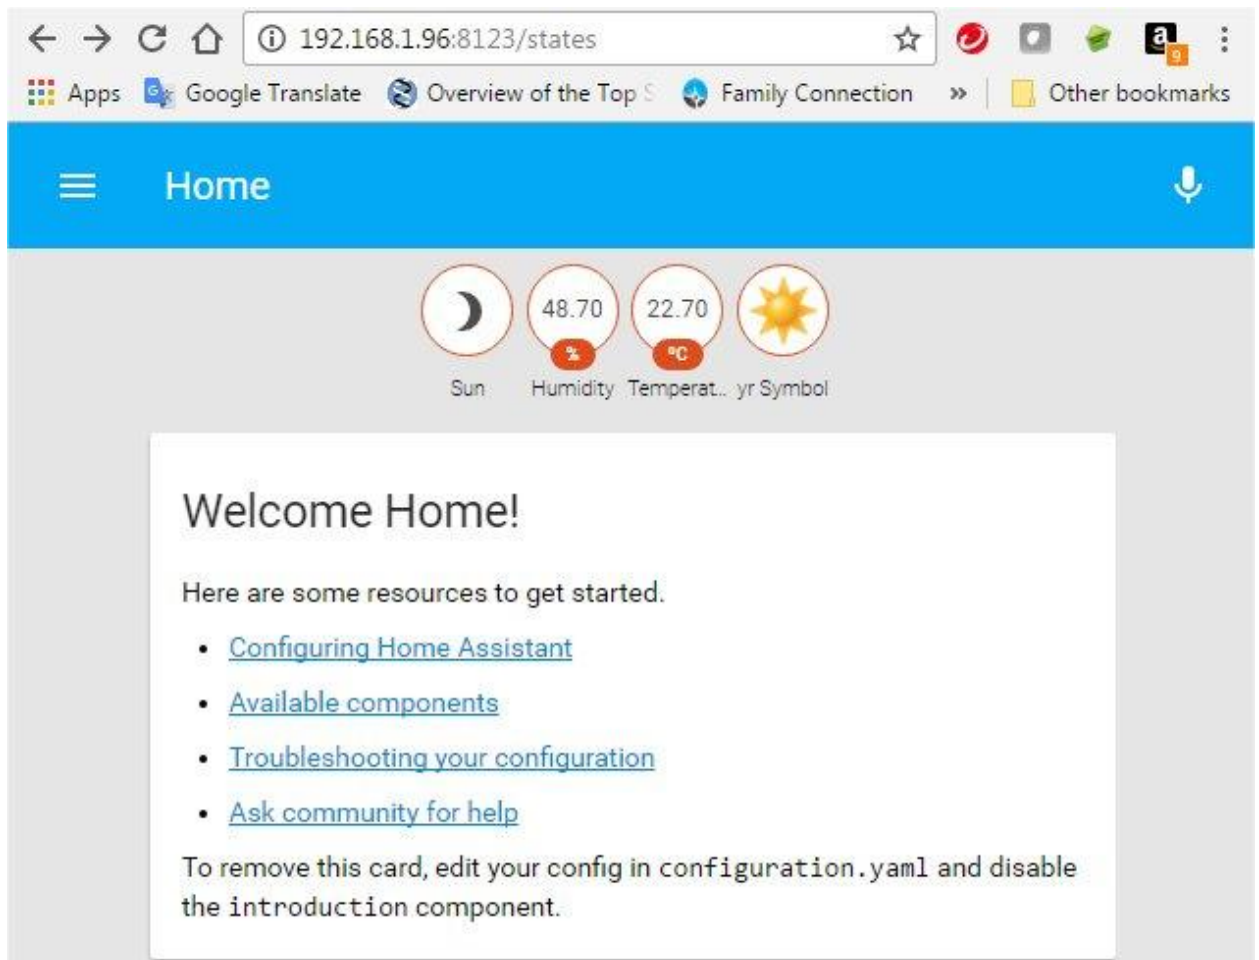 192.168.1.96:8123/states
a
9
Apps Google Translate Overview of the Top S Family Connection » Other bookmarks
Home
48.70 22.70
% °C
Sun Humidity Temperat.. yr Symbol
Welcome Home!
Here are some resources to get started.
• Configuring Home Assistant
• Available components
• Troubleshooting your configuration
• Ask community for help
To remove this card, edit your config in configuration.yaml and disable
the introduction component.